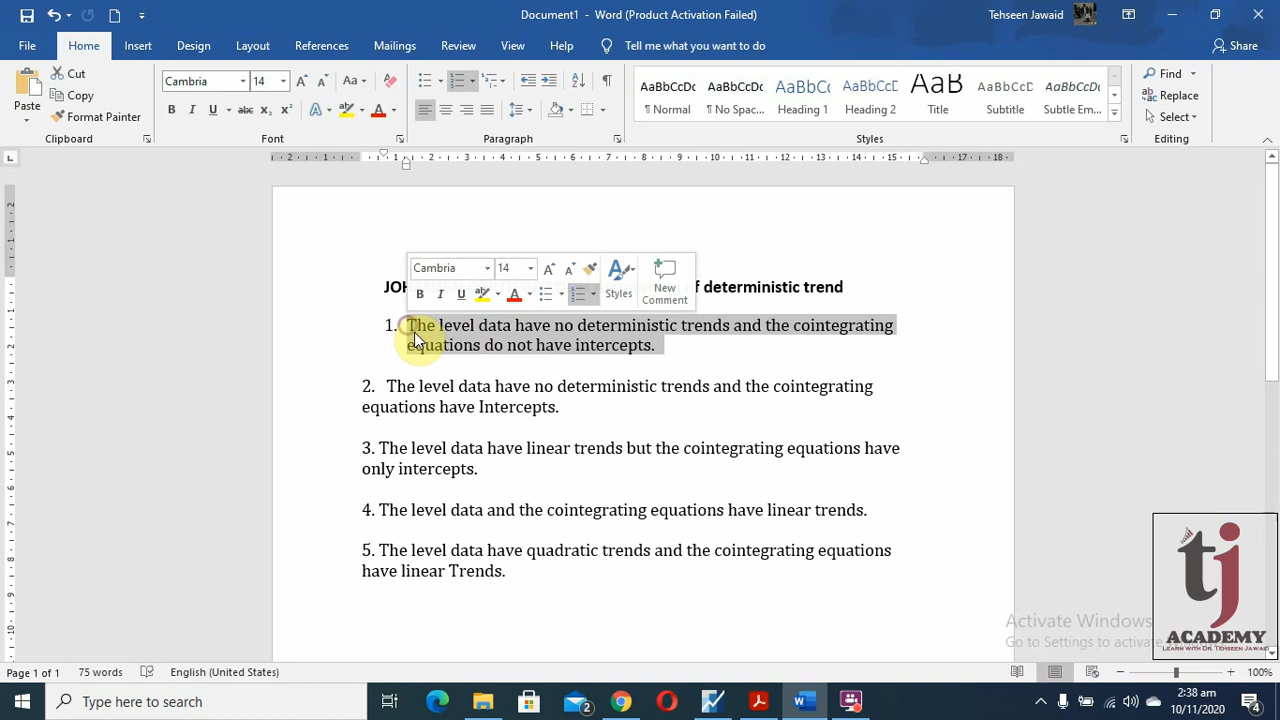 Document1 - Word (Product Activation Failed)
Tehseen Jawaid
File Home Insert Design Layout References Mailings Review View Help Tell me what you want to do
Share
Paste
Cut
Copy
Format Painter
Clipboard
Cambria 14
Font
Paragraph
AaBbCcDc AaBbCcDc AaBbCc AaBbCcC AaB AaBbCcD AaBbCcDc
¶ Normal ¶ No Spac... Heading 1 Heading 2 Title Subtitle Subtle Em...
Styles
Find
Replace
Select
Editing
Cambria 14
Styles
New
Comment
of deterministic trend
1. The level data have no deterministic trends and the cointegrating
equations do not have intercepts.
2. The level data have no deterministic trends and the cointegrating
equations have Intercepts.
3. The level data have linear trends but the cointegrating equations have
only intercepts.
4. The level data and the cointegrating equations have linear trends.
5. The level data have quadratic trends and the cointegrating equations
have linear Trends.
tj
ACADEMY
LEARN WITH DR. TEHSEEN JAWAID
Activate Windows
Go to Settings to activate
Page 1 of 1 75 words English (United States)
100%
Type here to search
2:38 am
10/11/2020